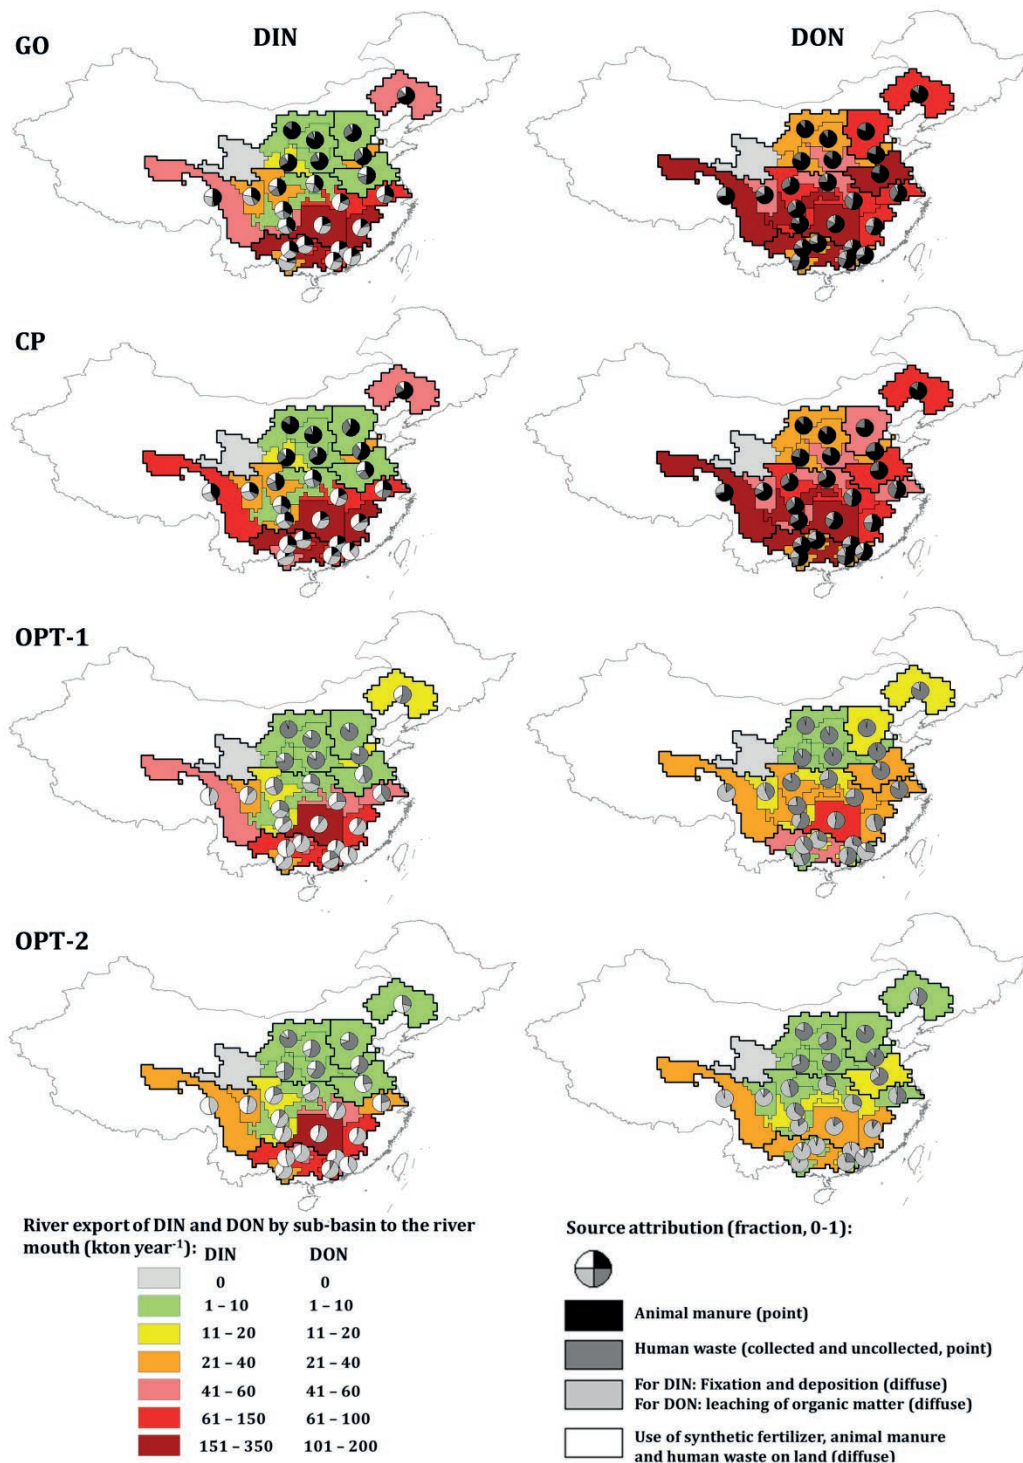 DIN
DON
GO
CP
OPT-1
OPT-2
River export of DIN and DON by sub-basin to the river
mouth (kton year⁻¹):
DIN DON
0 0
1 – 10 1 – 10
11 – 20 11 – 20
21 – 40 21 – 40
41 – 60 41 – 60
61 – 150 61 – 100
151 – 350 101 – 200
Source attribution (fraction, 0-1):
Animal manure (point)
Human waste (collected and uncollected, point)
For DIN: Fixation and deposition (diffuse)
For DON: leaching of organic matter (diffuse)
Use of synthetic fertilizer, animal manure
and human waste on land (diffuse)